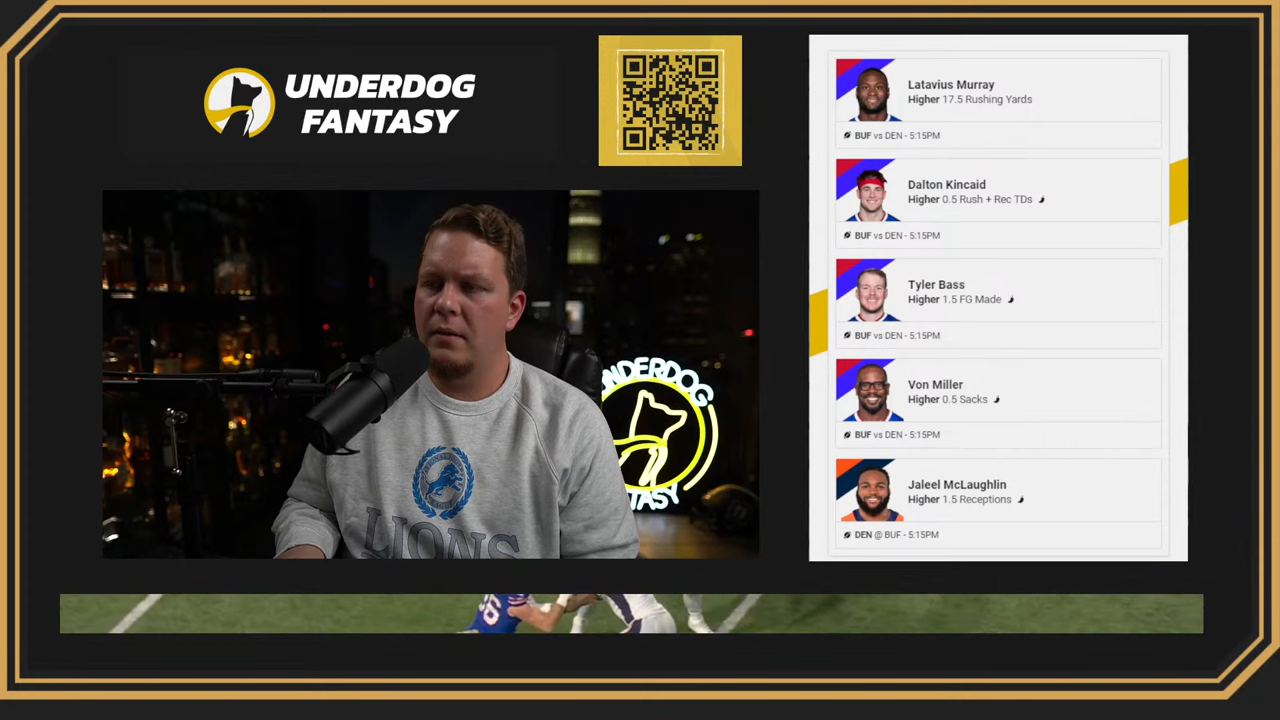 UNDERDOG
FANTASY
Latavius Murray
Higher 17.5 Rushing Yards
BUF vs DEN - 5:15PM
Dalton Kincaid
Higher 0.5 Rush + Rec TDs
BUF vs DEN - 5:15PM
Tyler Bass
Higher 1.5 FG Made
BUF vs DEN - 5:15PM
Von Miller
Higher 0.5 Sacks
BUF vs DEN - 5:15PM
Jaleel McLaughlin
Higher 1.5 Receptions
DEN @ BUF - 5:15PM
UNDERDOG
FANTASY
LIONS